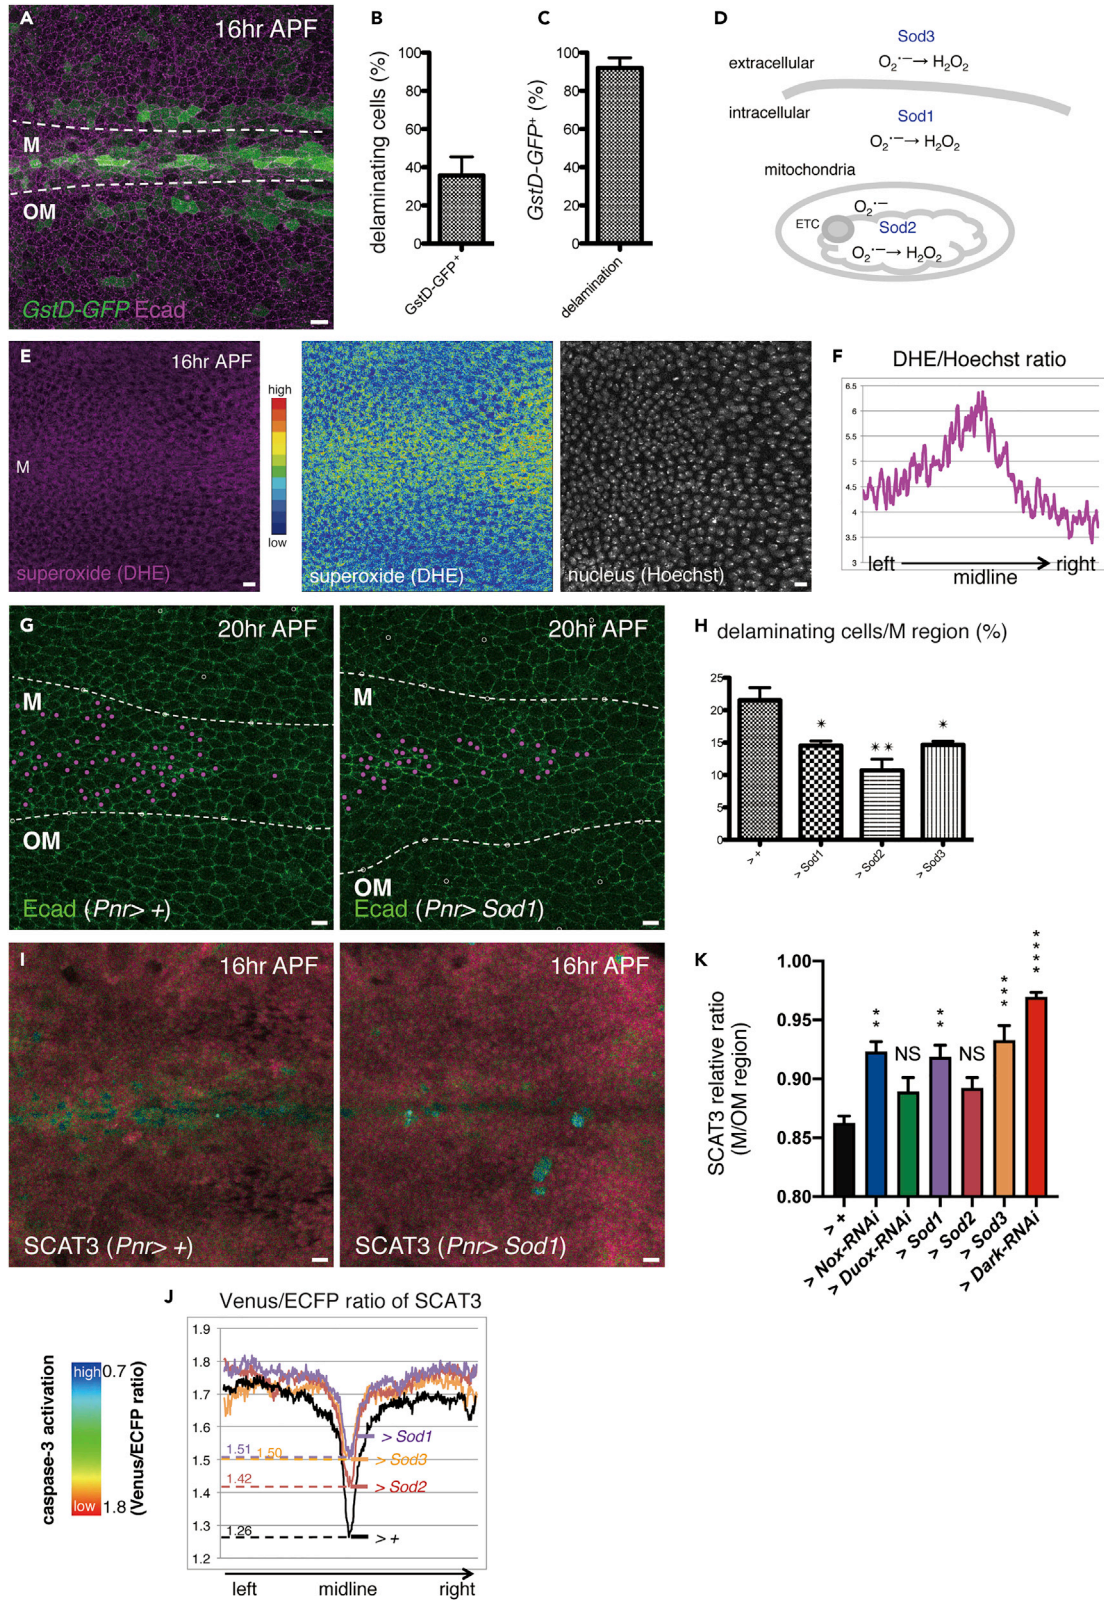 A
16hr APF
M
OM
GstD-GFP Ecad
B
delaminating cells (%)
100
80
60
40
20
0
GstD-GFP+
C
GstD-GFP+ (%)
100
80
60
40
20
0
delamination
D
Sod3
extracellular
O2·–→ H2O2
intracellular
Sod1
O2·–→ H2O2
mitochondria
O2·–
ETC
Sod2
O2·–→ H2O2
E
16hr APF
M
superoxide (DHE)
high
low
superoxide (DHE)
nucleus (Hoechst)
F
DHE/Hoechst ratio
6.5
6
5.5
5
4.5
4
3.5
3
left
right
midline
G
20hr APF
M
OM
Ecad (Pnr> +)
20hr APF
M
OM
Ecad (Pnr> Sod1)
H
delaminating cells/M region (%)
25
20
15
10
5
0
*
* *
*
> +
> Sod1
> Sod2
> Sod3
I
16hr APF
SCAT3 (Pnr> +)
16hr APF
SCAT3 (Pnr> Sod1)
K
SCAT3 relative ratio
(M/OM region)
1.00
0.95
0.90
0.85
0.80
**
NS
**
NS
***
****
> +
> Nox-RNAi
> Duox-RNAi
> Sod1
> Sod2
> Sod3
> Dark-RNAi
J
Venus/ECFP ratio of SCAT3
caspase-3 activation
high
low
0.7
1.8
(Venus/ECFP ratio)
1.9
1.8
1.7
1.6
1.5
1.4
1.3
1.2
1.51
1.50
1.42
1.26
> Sod1
> Sod3
> Sod2
> +
left
midline
right